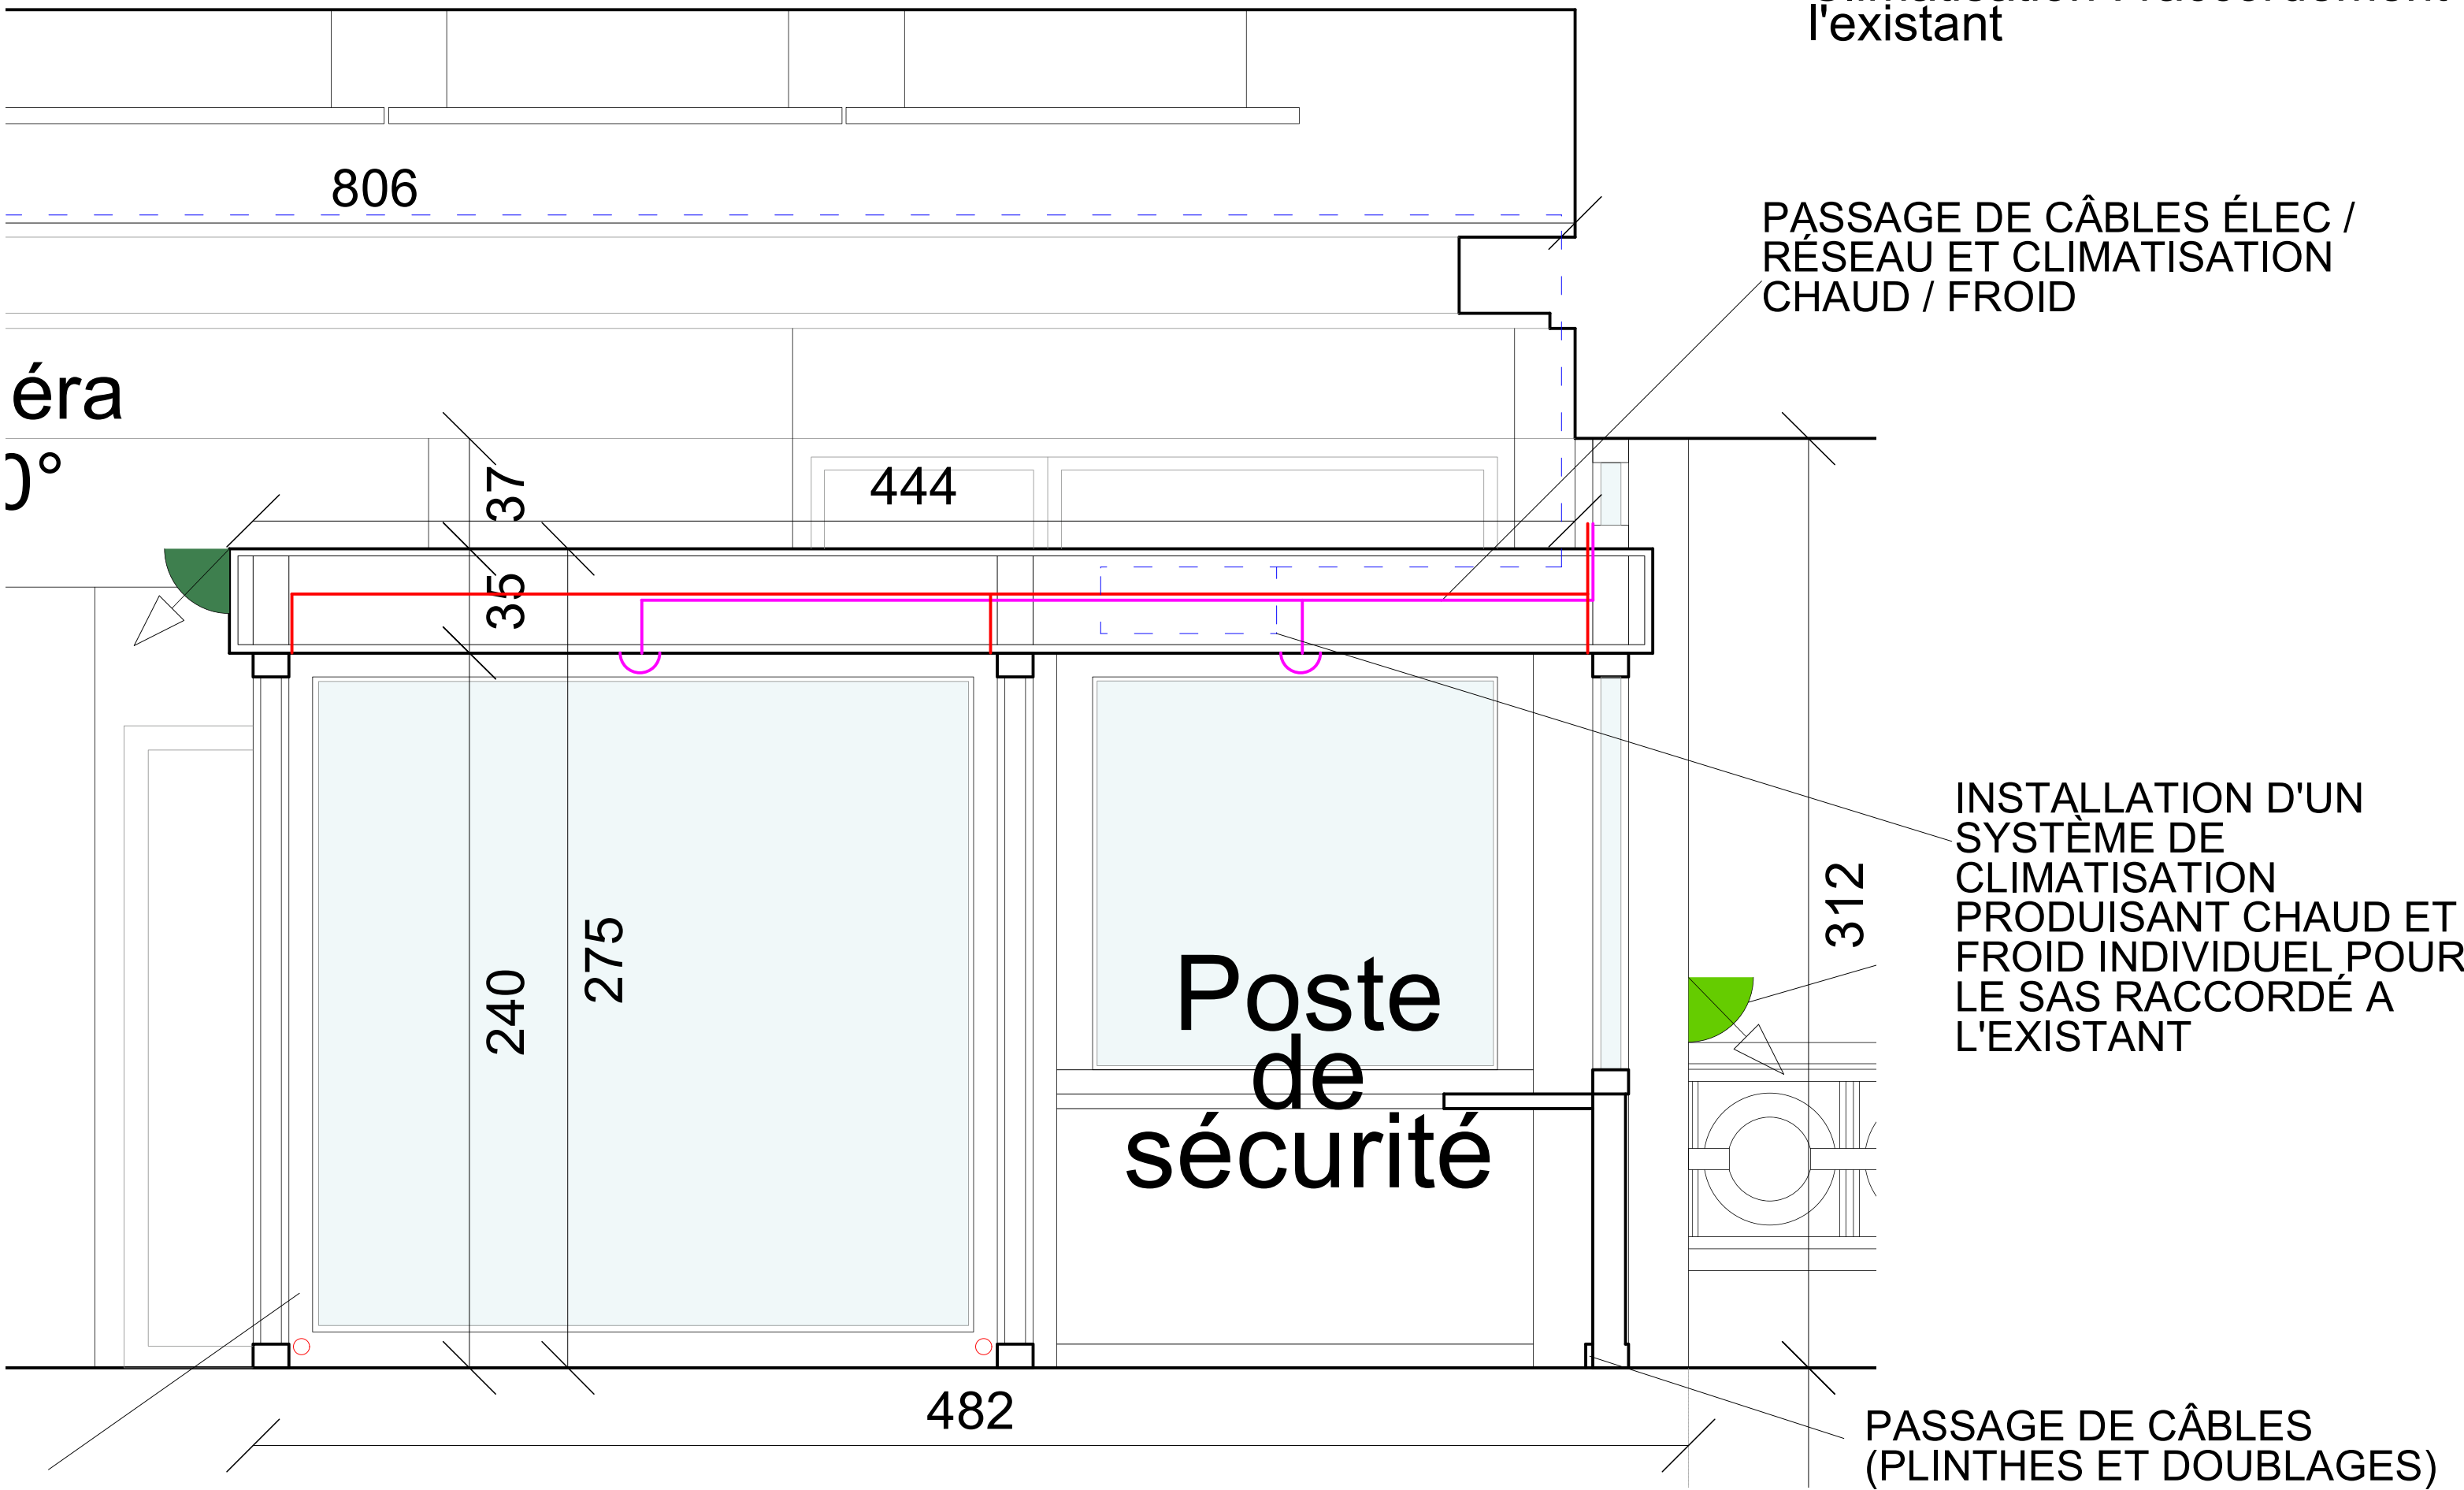 l'existant
806
PASSAGE DE CÂBLES ÉLEC /
RÉSEAU ET CLIMATISATION
CHAUD / FROID
éra
0°
37
444
35
275
240
312
INSTALLATION D'UN
SYSTÈME DE
CLIMATISATION
PRODUISANT CHAUD ET
FROID INDIVIDUEL POUR
LE SAS RACCORDÉ A
L'EXISTANT
Poste
de
sécurité
482
PASSAGE DE CÂBLES
(PLINTHES ET DOUBLAGES)